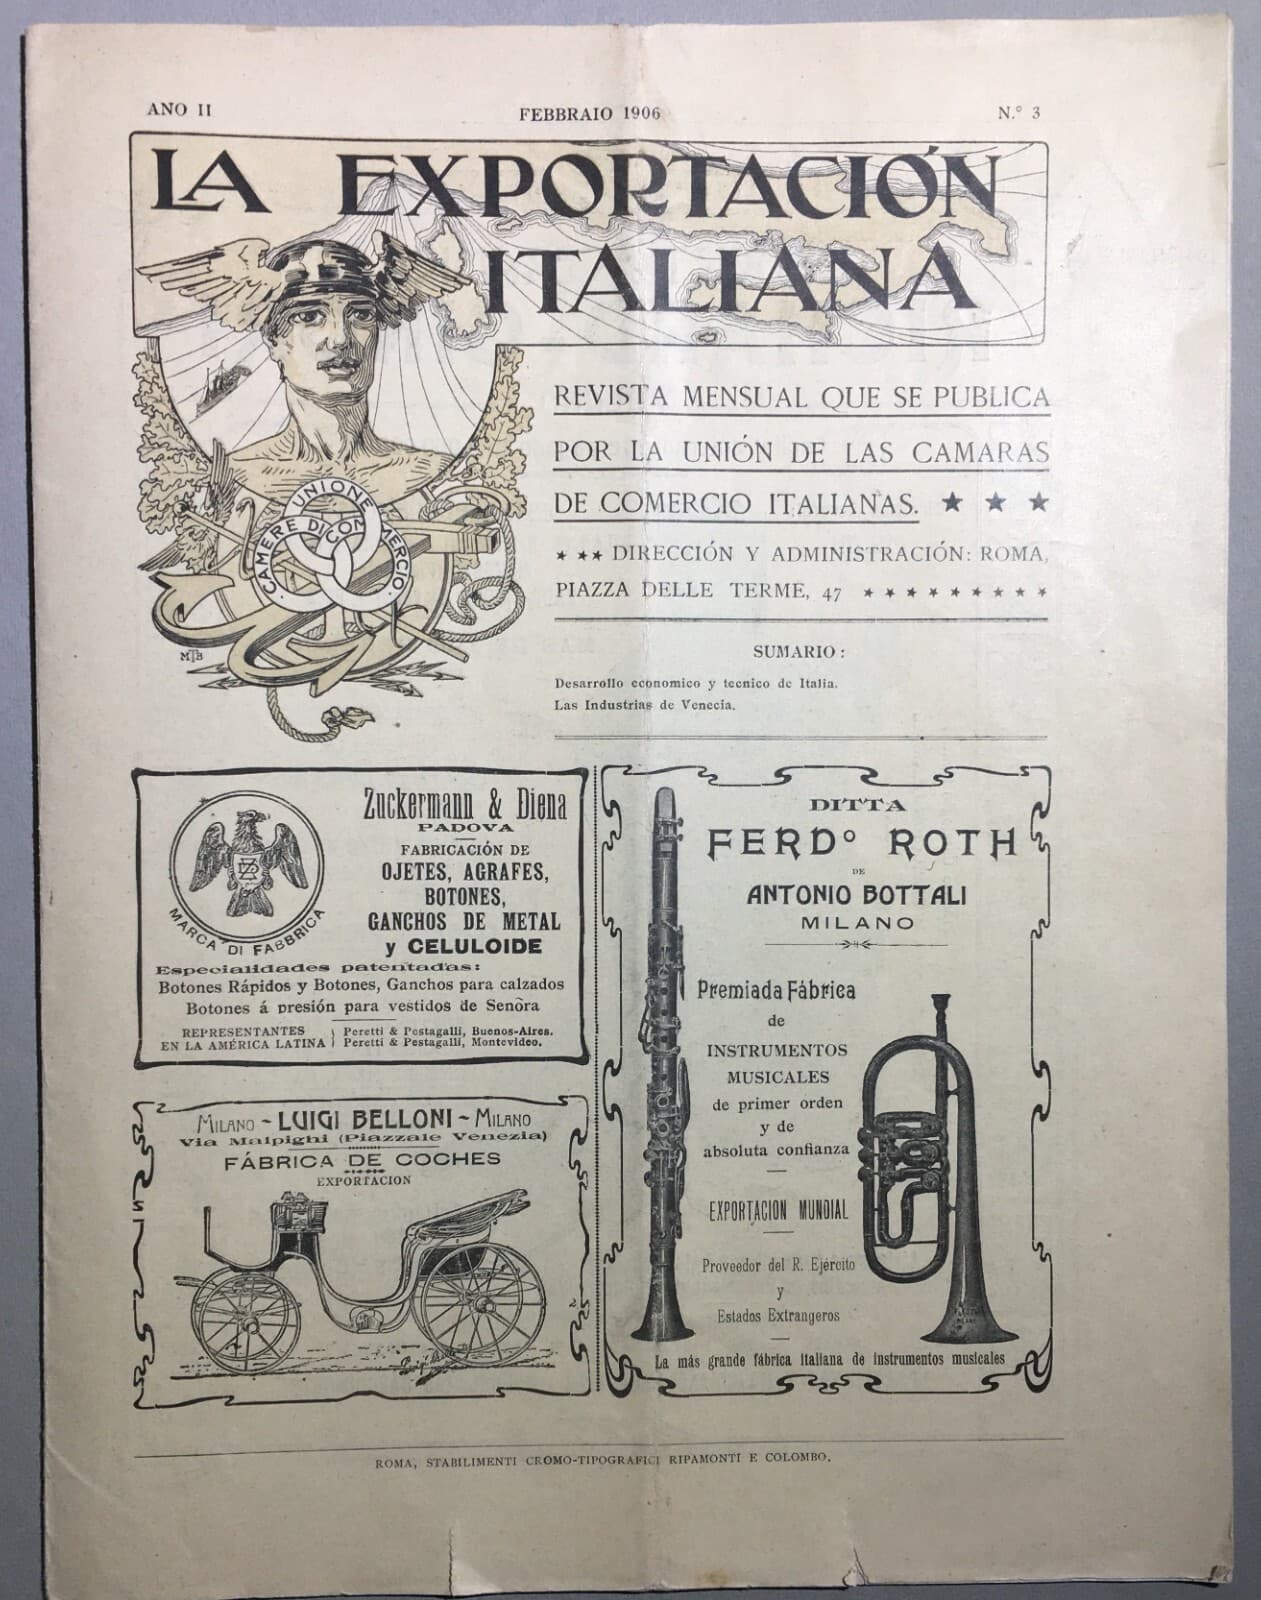 ANO II
FEBBRAIO 1906
N.º 3
LA EXPORTACIÓN
ITALIANA
REVISTA MENSUAL QUE SE PUBLICA
POR LA UNIÓN DE LAS CAMARAS
DE COMERCIO ITALIANAS. ★ ★ ★
★ ★★ DIRECCIÓN Y ADMINISTRACIÓN: ROMA,
PIAZZA DELLE TERME, 47 ★ ★ ★ ★ ★ ★ ★ ★ ★
UNIONE
CAMERE DI COMMERCIO
MTB
SUMARIO:
Desarrollo economico y tecnico de Italia.
Las Industrias de Venecia.
Zuckermann & Diena
PADOVA
FABRICACIÓN DE
OJETES, AGRAFES,
BOTONES,
GANCHOS DE METAL
y CELULOIDE
MARCA DI FABBRICA
Especialidades patentadas:
Botones Rápidos y Botones, Ganchos para calzados
Botones á presión para vestidos de Senõra
REPRESENTANTES
EN LA AMÉRICA LATINA
Peretti & Pestagalli, Buenos-Aires.
Peretti & Pestagalli, Montevideo.
MILANO - LUIGI BELLONI - MILANO
Via Malpighi (Piazzale Venezia)
FÁBRICA DE COCHES
EXPORTACION
DITTA
FERD° ROTH
DE
ANTONIO BOTTALI
MILANO
Premiada Fábrica
de
INSTRUMENTOS
MUSICALES
de primer orden
y de
absoluta confianza
EXPORTACION MUNDIAL
Proveedor del R. Ejército
y
Estados Extrangeros
La más grande fábrica italiana de instrumentos musicales
ROMA, STABILIMENTI CROMO-TIPOGRAFICI RIPAMONTI E COLOMBO.